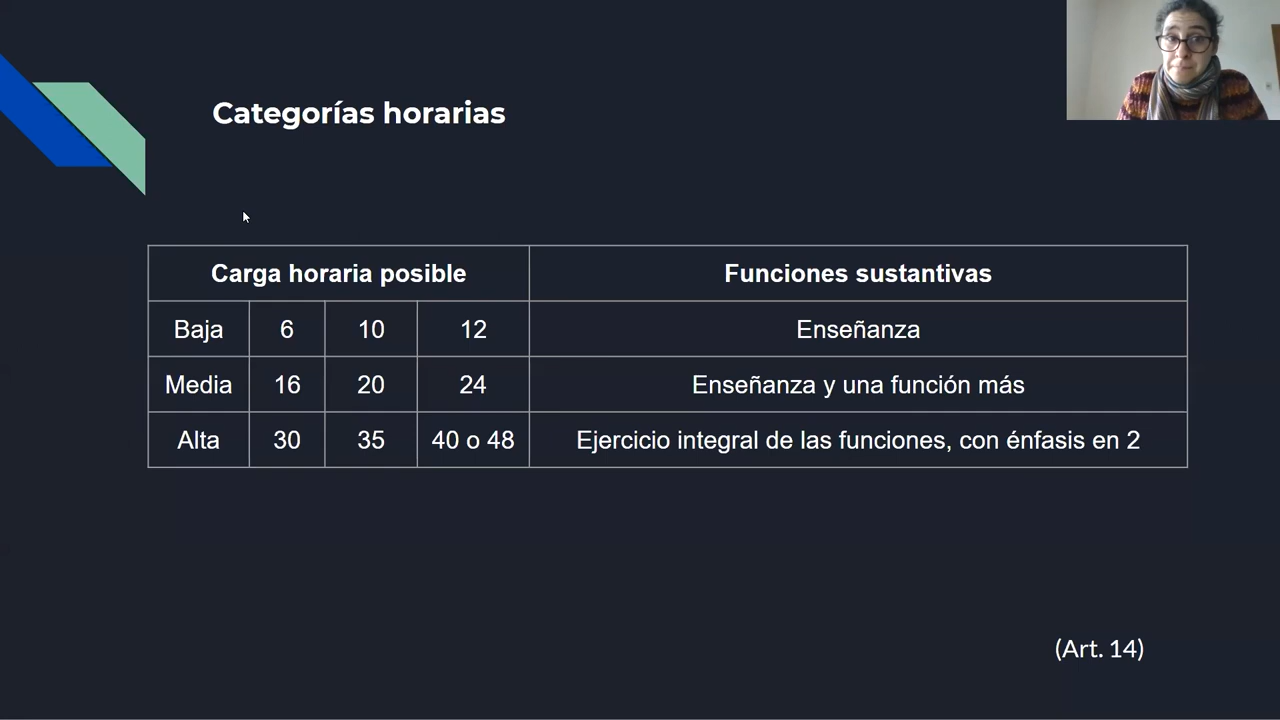 Categorías horarias
Carga horaria posible Funciones sustantivas
Baja 6 10 12 Enseñanza
Media 16 20 24 Enseñanza y una función más
Alta 30 35 40 o 48 Ejercicio integral de las funciones, con énfasis en 2
(Art. 14)